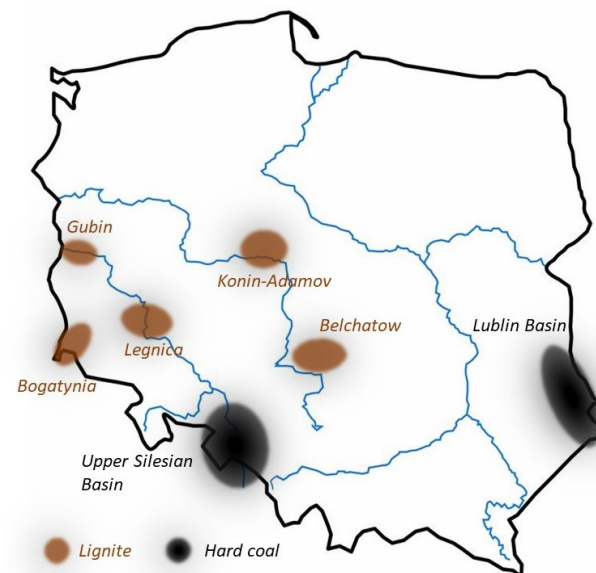 Gubin
Konin-Adamov
Belchatow
Lublin Basin
Legnica
Bogatynia
Upper Silesian
Basin
Lignite
Hard coal